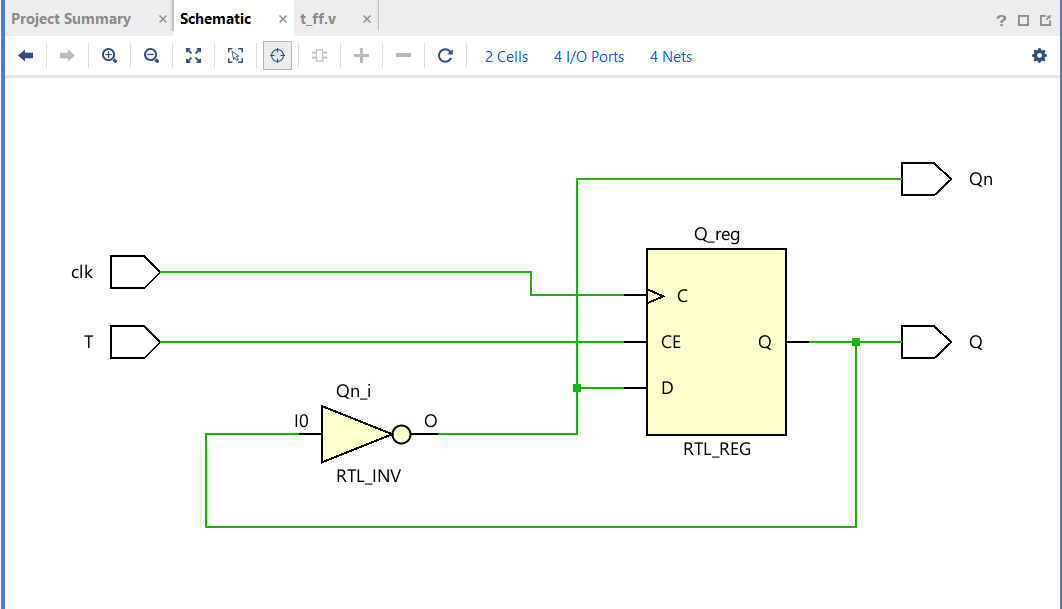 Project Summary × Schematic × t_ff.v ×
?
2 Cells 4 I/O Ports 4 Nets
Qn
Q_reg
clk
C
T
CE
Q
Q
D
Qn_i
I0
O
RTL_REG
RTL_INV